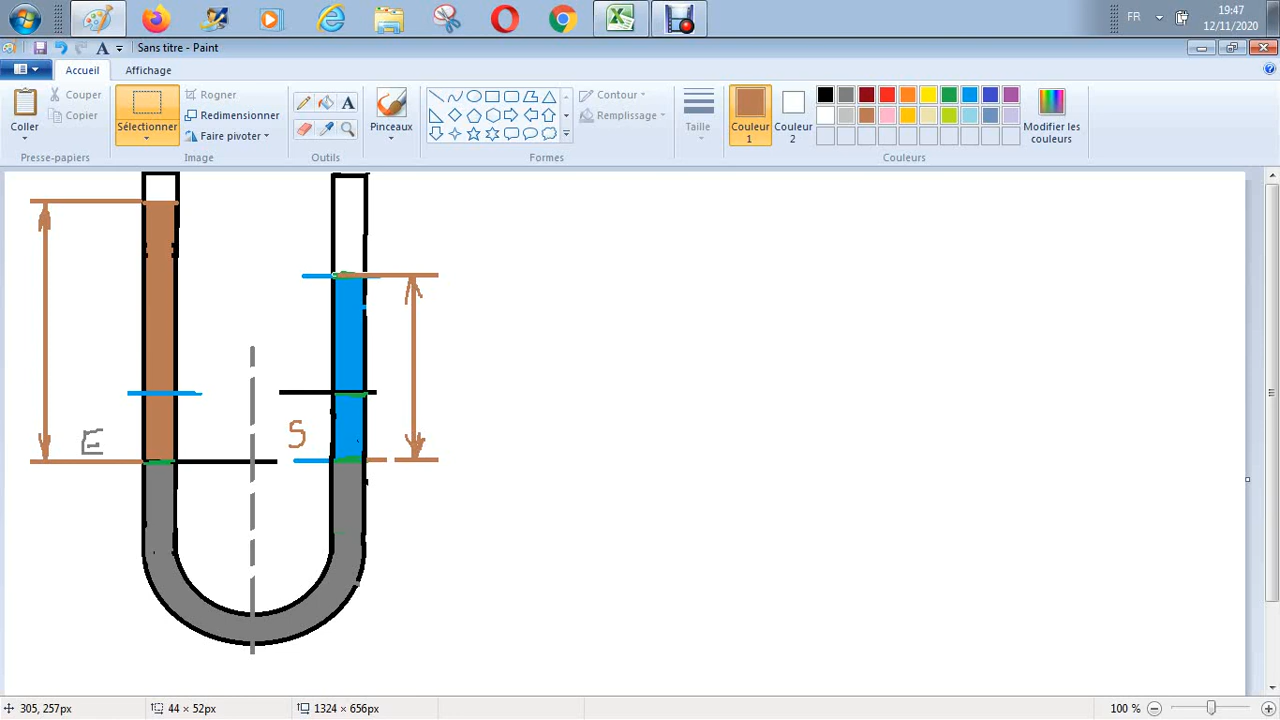 FR
19:47
12/11/2020
Sans titre - Paint
Accueil
Affichage
Coller
Couper
Copier
Presse-papiers
Sélectionner
Rogner
Redimensionner
Faire pivoter
Image
A
Outils
Pinceaux
Contour
Remplissage
Formes
Taille
Couleur
1
Couleur
2
Modifier les
couleurs
Couleurs
E
S
305, 257px
44 × 52px
1324 × 656px
100 %